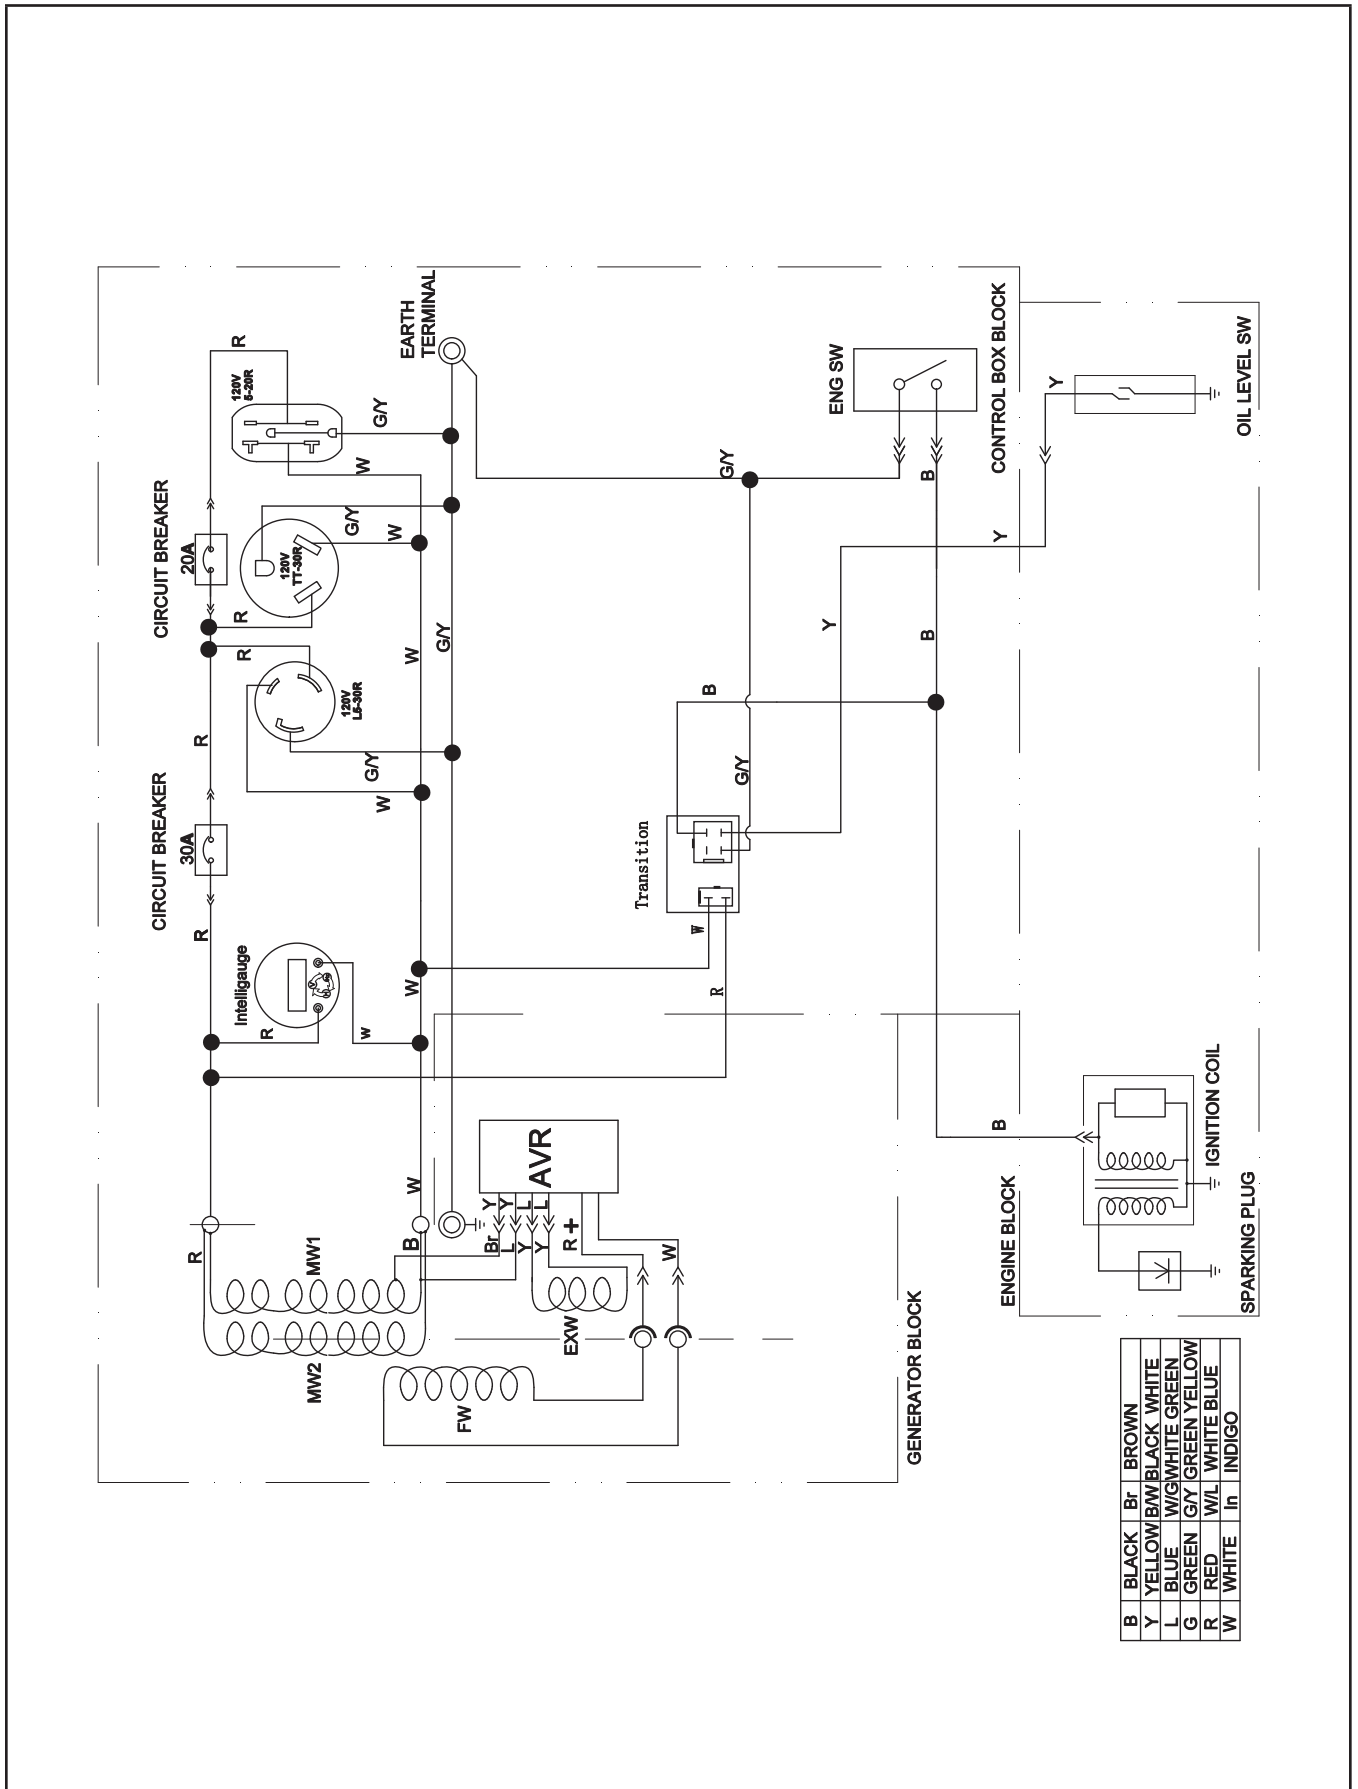 CIRCUIT BREAKER
30A
CIRCUIT BREAKER
20A
R
R
R
R
Intelligauge
R
w
120V
L5-30R
R
G/Y
W
120V
TT-30R
R
G/Y
W
120V
5-20R
G/Y
W
EARTH
TERMINAL
W
W
W
G/Y
R
MW1
MW2
B
FW
EXW
Br
L
Y
Y
R +
W
Y
Y
L
L
AVR
GENERATOR BLOCK
Transition
W
R
B
G/Y
G/Y
Y
Y
Y
ENG SW
B
B
B
CONTROL BOX BLOCK
OIL LEVEL SW
ENGINE BLOCK
IGNITION COIL
SPARKING PLUG
B BLACK Br BROWN
Y YELLOW B/W BLACK WHITE
L BLUE W/G WHITE GREEN
G GREEN G/Y GREEN YELLOW
R RED W/L WHITE BLUE
W WHITE In INDIGO